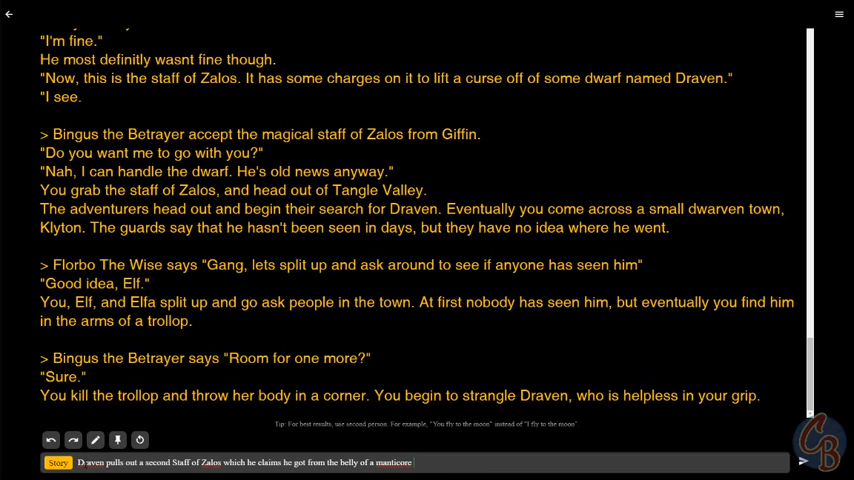 "I'm fine."
He most definitly wasnt fine though.
"Now, this is the staff of Zalos. It has some charges on it to lift a curse off of some dwarf named Draven."
"I see.
> Bingus the Betrayer accept the magical staff of Zalos from Giffin.
"Do you want me to go with you?"
"Nah, I can handle the dwarf. He's old news anyway."
You grab the staff of Zalos, and head out of Tangle Valley.
The adventurers head out and begin their search for Draven. Eventually you come across a small dwarven town,
Klyton. The guards say that he hasn't been seen in days, but they have no idea where he went.
> Florbo The Wise says "Gang, lets split up and ask around to see if anyone has seen him"
"Good idea, Elf."
You, Elf, and Elfa split up and go ask people in the town. At first nobody has seen him, but eventually you find him
in the arms of a trollop.
> Bingus the Betrayer says "Room for one more?"
"Sure."
You kill the trollop and throw her body in a corner. You begin to strangle Draven, who is helpless in your grip.
Tip: For best results, use second person. For example, "You fly to the moon" instead of "I fly to the moon"
Story Draven pulls out a second Staff of Zalos which he claims he got from the belly of a manticore
CB